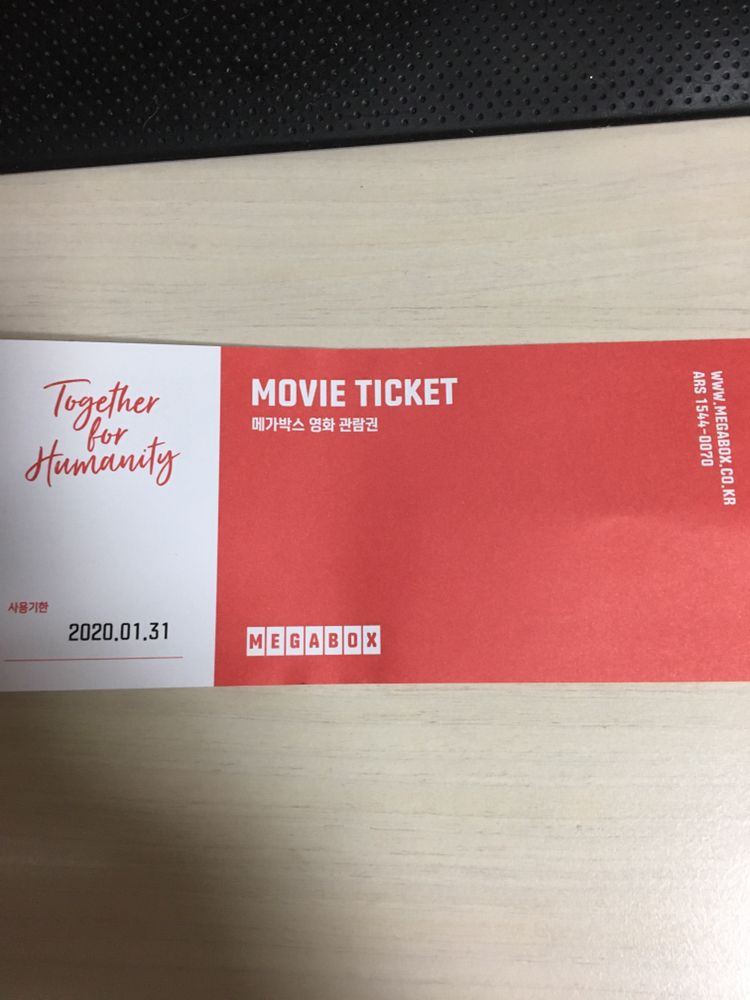 Together
for
Humanity
사용기한
2020.01.31
MOVIE TICKET
메가박스 영화 관람권
MEGABOX
WWW.MEGABOX.CO.KR
ARS 1544-0070